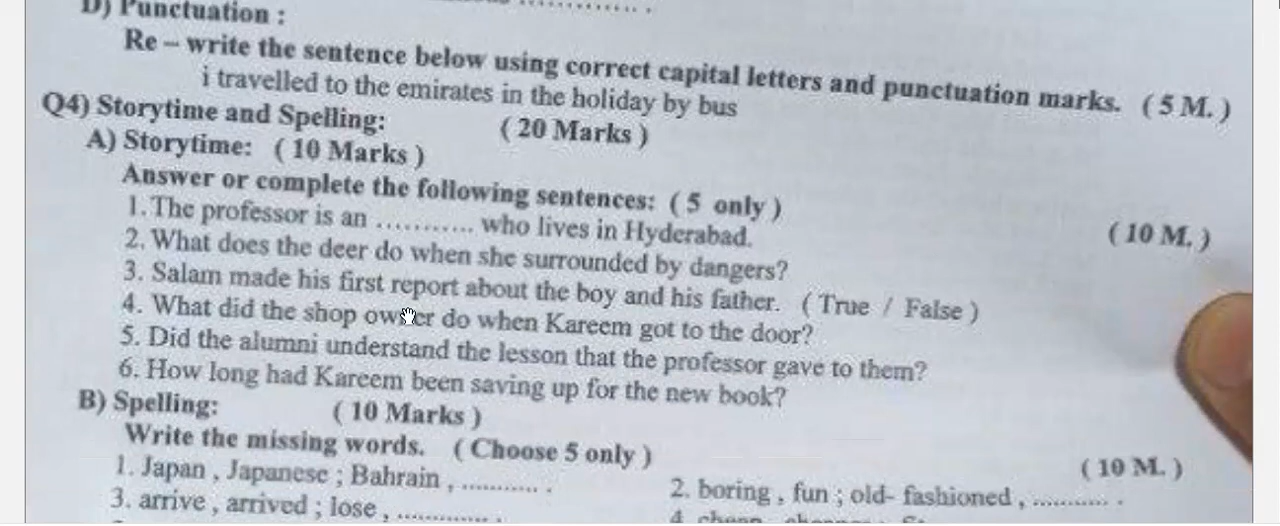 D) Punctuation :
Re – write the sentence below using correct capital letters and punctuation marks. ( 5 M. )
i travelled to the emirates in the holiday by bus
Q4) Storytime and Spelling: ( 20 Marks )
A) Storytime: ( 10 Marks )
Answer or complete the following sentences: ( 5 only ) ( 10 M. )
1. The professor is an ........... who lives in Hyderabad.
2. What does the deer do when she surrounded by dangers?
3. Salam made his first report about the boy and his father. ( True / False )
4. What did the shop owner do when Kareem got to the door?
5. Did the alumni understand the lesson that the professor gave to them?
6. How long had Kareem been saving up for the new book?
B) Spelling: ( 10 Marks )
Write the missing words. ( Choose 5 only ) ( 10 M. )
1. Japan , Japanese ; Bahrain , ........... .
2. boring , fun ; old- fashioned , ........... .
3. arrive , arrived ; lose , ............. .